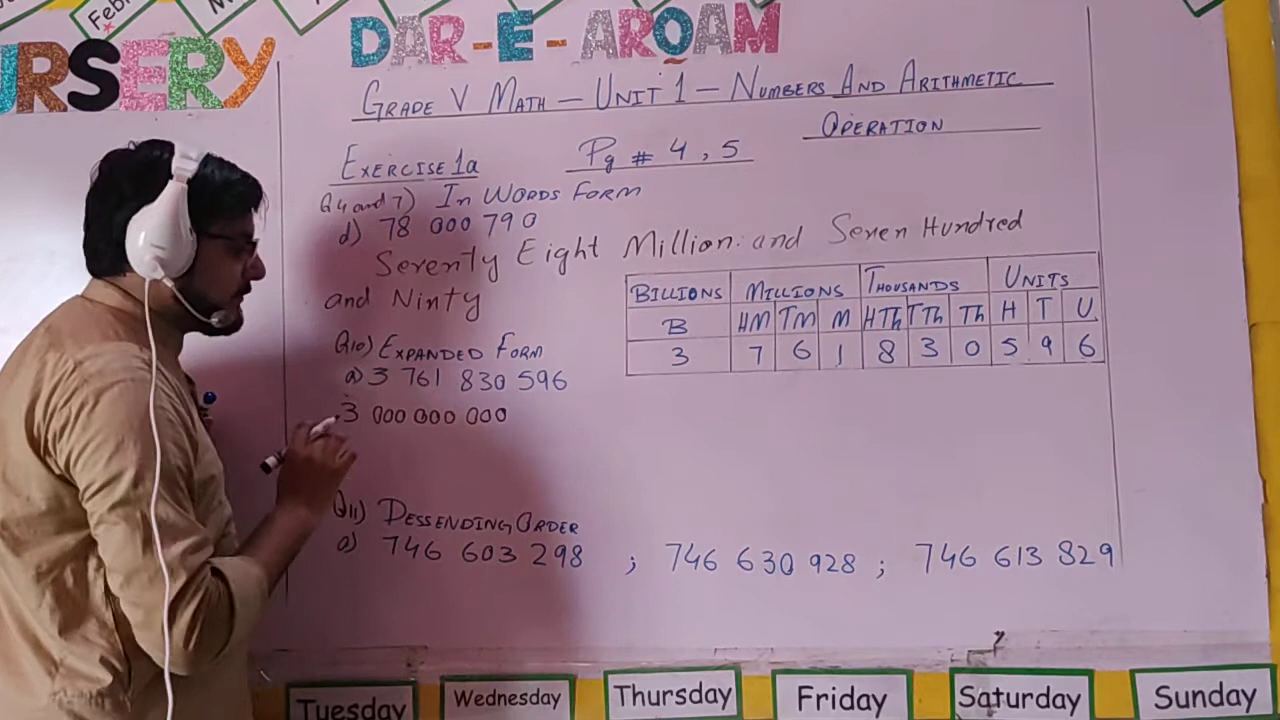 Feb
URSERY
DAR-E-ARQAM
GRADE V MATH - UNIT 1 - NUMBERS AND ARITHMETIC
OPERATION
EXERCISE 1a
Pg # 4, 5
Q4 and 7) IN WORDS FORM
d) 78 000 790
Seventy Eight Million and Seven Hundred
and Ninty
BILLIONS MILLIONS THOUSANDS UNITS
B HM TM M H Th T Th Th H T U
3 7 6 1 8 3 0 5 9 6
Q10) EXPANDED FORM
a) 3 761 830 596
3 000 000 000
Q11) DESSENDING ORDER
a) 746 603 298 ; 746 630 928 ; 746 613 829
Tuesday Wednesday Thursday Friday Saturday Sunday